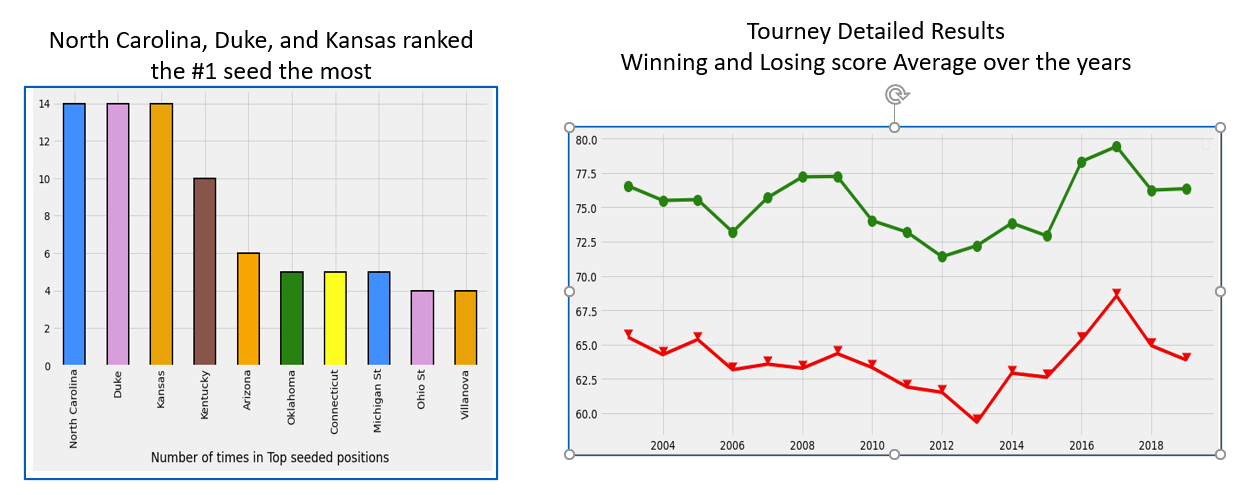 North Carolina, Duke, and Kansas ranked
the #1 seed the most
14
12
10
8
6
4
2
0
North Carolina
Duke
Kansas
Kentucky
Arizona
Oklahoma
Connecticut
Michigan St
Ohio St
Villanova
Number of times in Top seeded positions
Tourney Detailed Results
Winning and Losing score Average over the years
80.0
77.5
75.0
72.5
70.0
67.5
65.0
62.5
60.0
2004 2006 2008 2010 2012 2014 2016 2018